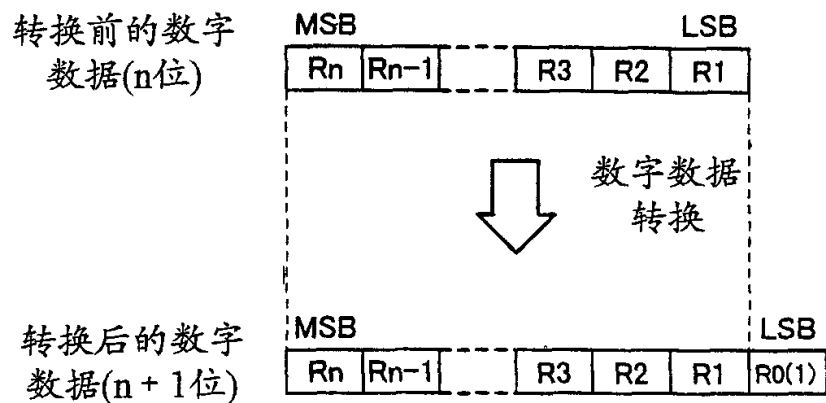 转换前的数字
数据(n位)
MSB LSB
Rn Rn-1 R3 R2 R1
数字数据
转换
转换后的数字
数据(n + 1位)
MSB LSB
Rn Rn-1 R3 R2 R1 R0(1)